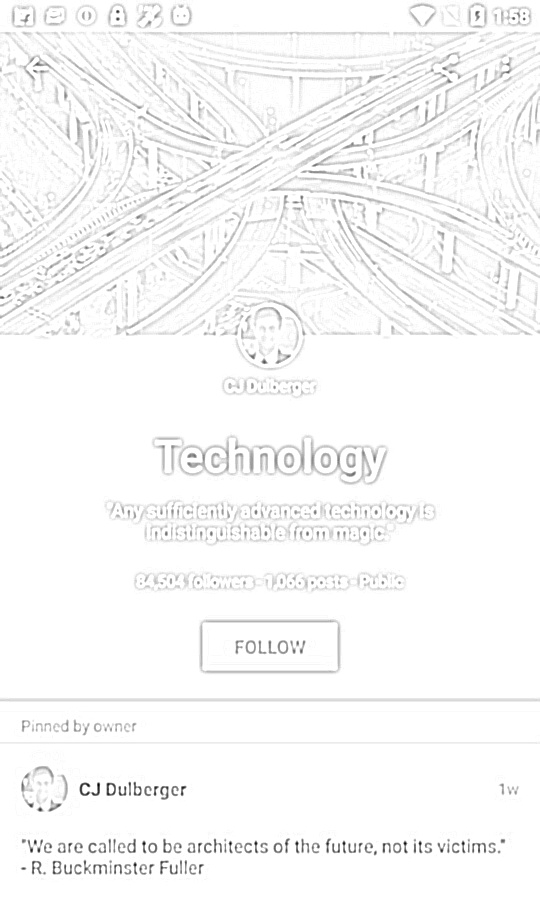 1:58
CJ Dulberger
Technology
"Any sufficiently advanced technology is
indistinguishable from magic."
84,504 followers - 1,066 posts - Public
FOLLOW
Pinned by owner
CJ Dulberger
1w
"We are called to be architects of the future, not its victims."
- R. Buckminster Fuller